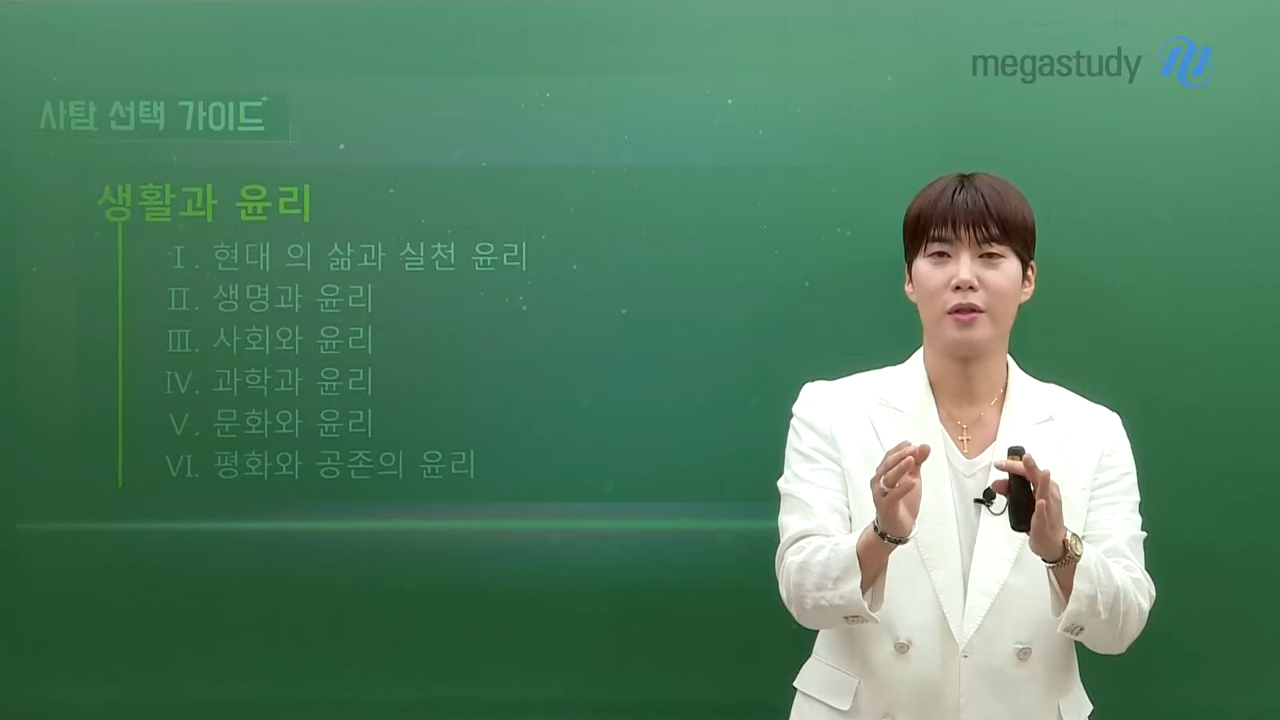 megastudy
사탐 선택 가이드
생활과 윤리
Ⅰ. 현대 의 삶과 실천 윤리
Ⅱ. 생명과 윤리
Ⅲ. 사회와 윤리
Ⅳ. 과학과 윤리
Ⅴ. 문화와 윤리
Ⅵ. 평화와 공존의 윤리